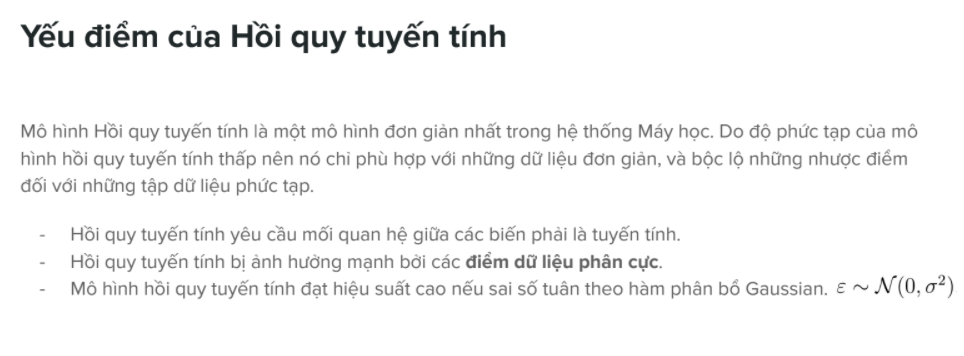 Yếu điểm của Hồi quy tuyến tính
Mô hình Hồi quy tuyến tính là một mô hình đơn giản nhất trong hệ thống Máy học. Do độ phức tạp của mô
hình hồi quy tuyến tính thấp nên nó chỉ phù hợp với những dữ liệu đơn giản, và bộc lộ những nhược điểm
đối với những tập dữ liệu phức tạp.
- Hồi quy tuyến tính yêu cầu mối quan hệ giữa các biến phải là tuyến tính.
- Hồi quy tuyến tính bị ảnh hưởng mạnh bởi các điểm dữ liệu phân cực.
- Mô hình hồi quy tuyến tính đạt hiệu suất cao nếu sai số tuân theo hàm phân bổ Gaussian. ε ∼ 𝒩(0, σ²)